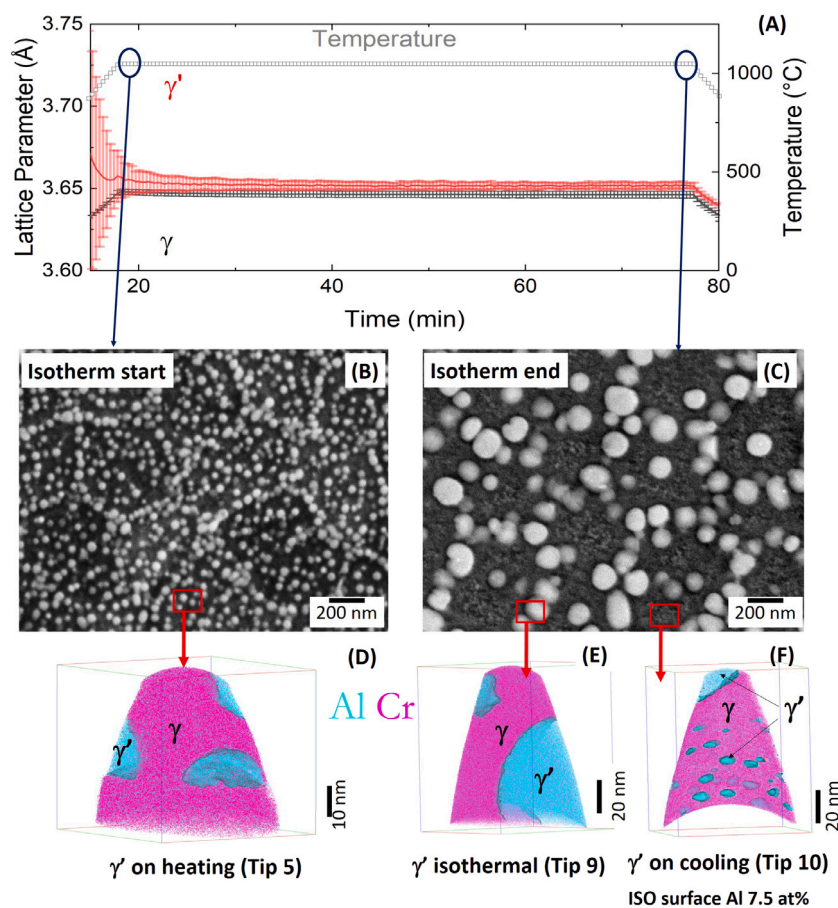 (A)
Temperature
γ'
γ
3.75
3.70
3.65
3.60
Lattice Parameter (Å)
1000
500
0
Temperature (°C)
20
40
60
80
Time (min)
Isotherm start
(B)
200 nm
Isotherm end
(C)
200 nm
(D)
γ
γ'
10 nm
Al Cr
(E)
γ
γ'
20 nm
(F)
γ
γ'
20 nm
γ' on heating (Tip 5)
γ' isothermal (Tip 9)
γ' on cooling (Tip 10)
ISO surface Al 7.5 at%